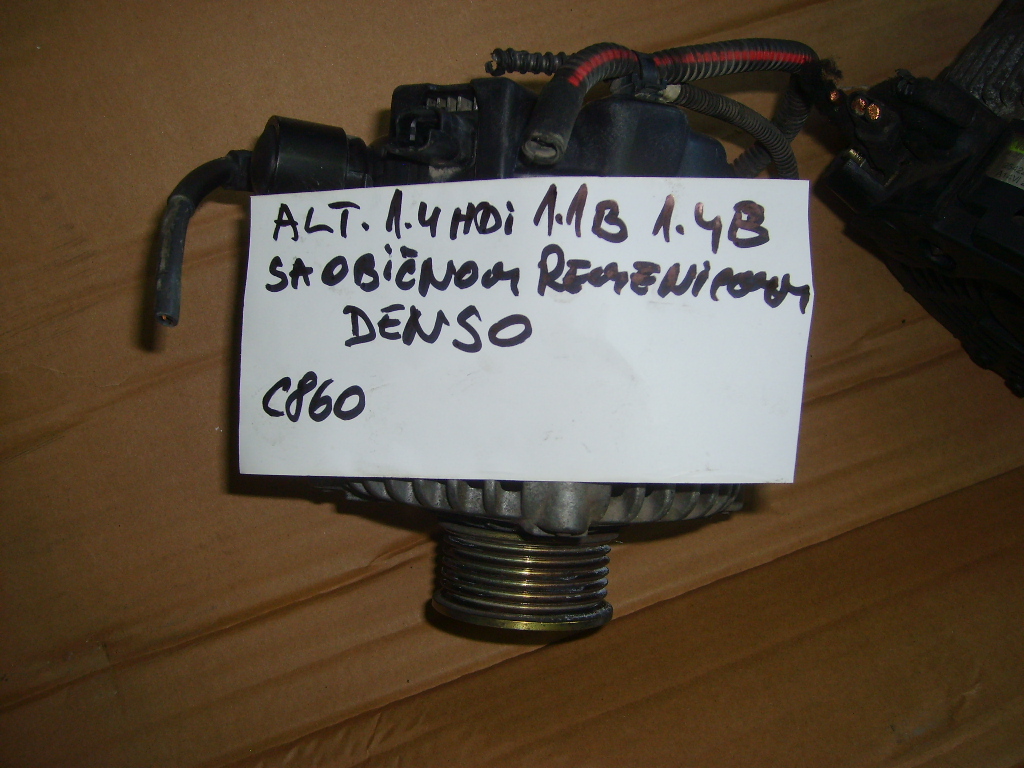 ALT. 1.4 HDi 1.1B 1.4B
SA OBIČNOM REMENICOM
DENSO
C860